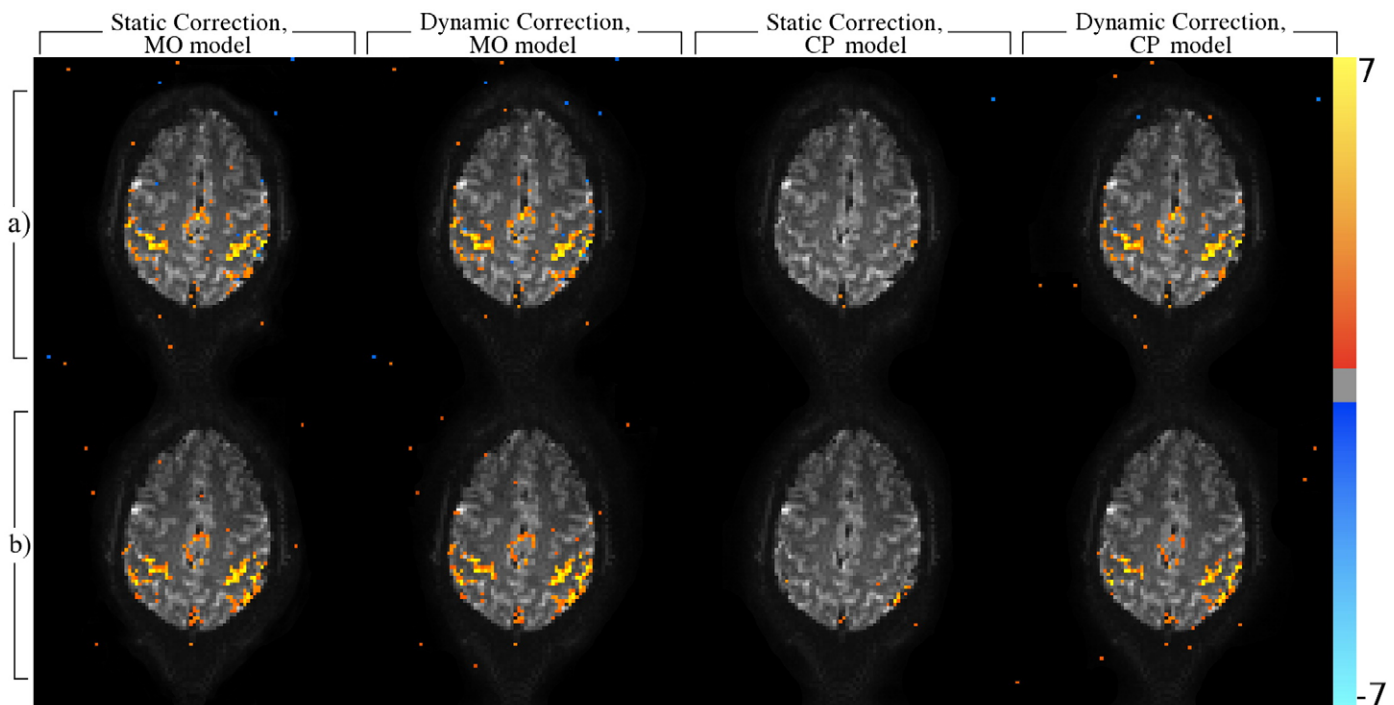 Static Correction,
MO model
Dynamic Correction,
MO model
Static Correction,
CP model
Dynamic Correction,
CP model
7
a)
b)
-7